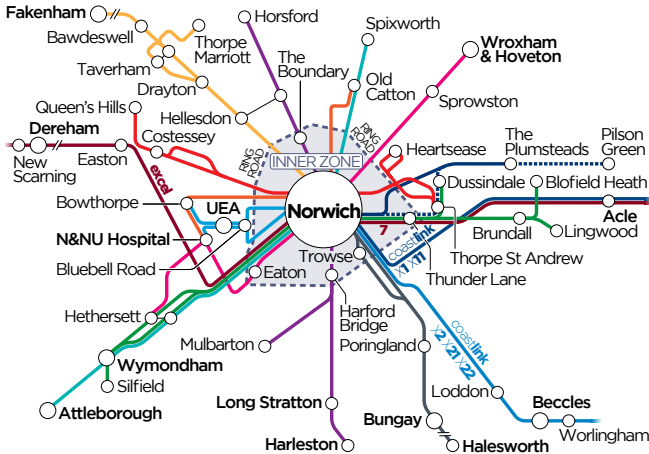 Fakenham
Bawdeswell
Thorpe
Marriott
Taverham
Drayton
Horsford
The
Boundary
Hellesdon
Spixworth
Old
Catton
Wroxham
& Hoveton
Sprowston
Queen's Hills
Costessey
Dereham
New
Scarning
Easton
excel
RING
ROAD
RING
ROAD
INNER ZONE
Heartsease
The
Plumsteads
Pilson
Green
Dussindale
Blofield Heath
Acle
Bowthorpe
UEA
Norwich
7
N&NU Hospital
Bluebell Road
Eaton
Trowse
coastlink
X1 X11
Brundall
Lingwood
Thorpe St Andrew
Thunder Lane
Hethersett
Harford
Bridge
Wymondham
Silfield
Attleborough
Mulbarton
Poringland
coastlink
X2 X21 X22
Loddon
Long Stratton
Harleston
Bungay
Halesworth
Beccles
Worlingham